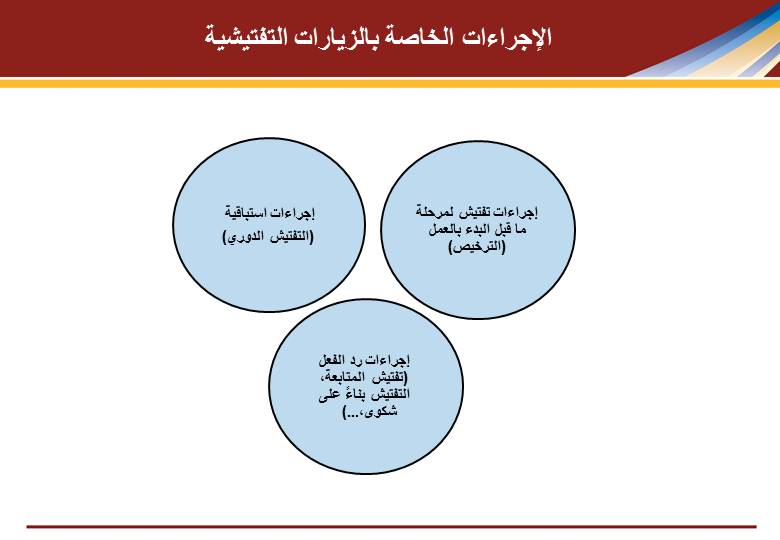 الإجراءات الخاصة بالزيارات التفتيشية
إجراءات تفتيش لمرحلة
ما قبل البدء بالعمل
(الترخيص)
إجراءات استباقية
(التفتيش الدوري)
إجراءات رد الفعل
(تفتيش المتابعة،
التفتيش بناءً على
شكوى،...)